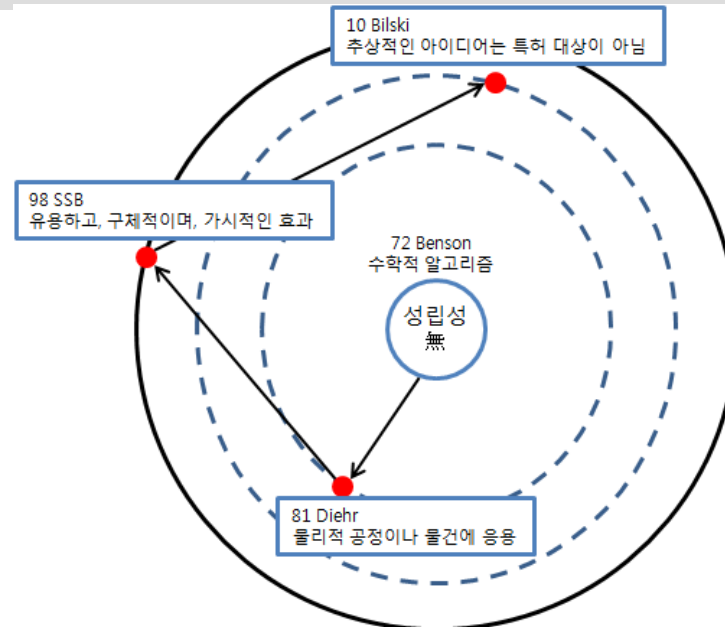 10 Bilski
추상적인 아이디어는 특허 대상이 아님
98 SSB
유용하고, 구체적이며, 가시적인 효과
72 Benson
수학적 알고리즘
성립성
無
81 Diehr
물리적 공정이나 물건에 응용